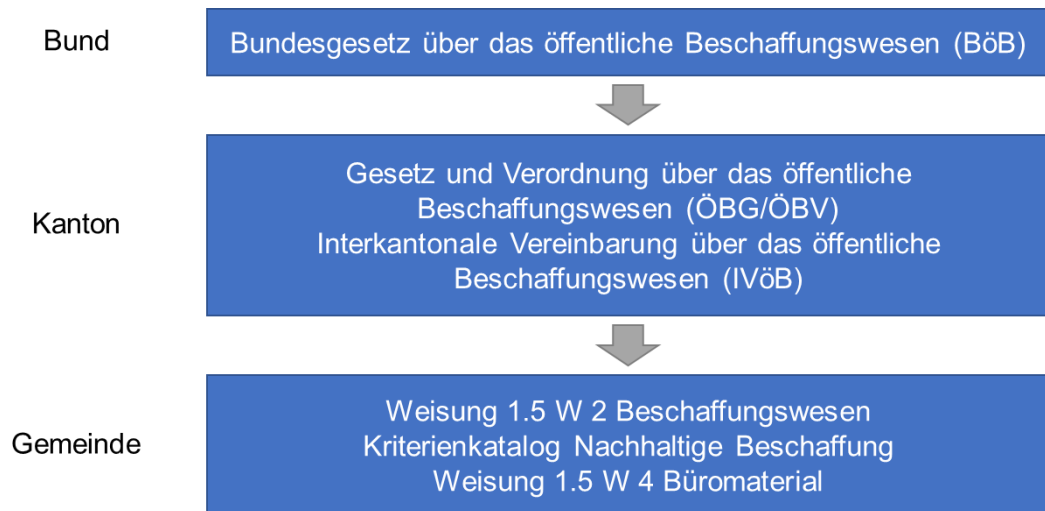 Bund
Bundesgesetz über das öffentliche Beschaffungswesen (BöB)
Kanton
Gesetz und Verordnung über das öffentliche
Beschaffungswesen (ÖBG/ÖBV)
Interkantonale Vereinbarung über das öffentliche
Beschaffungswesen (IVöB)
Gemeinde
Weisung 1.5 W 2 Beschaffungswesen
Kriterienkatalog Nachhaltige Beschaffung
Weisung 1.5 W 4 Büromaterial